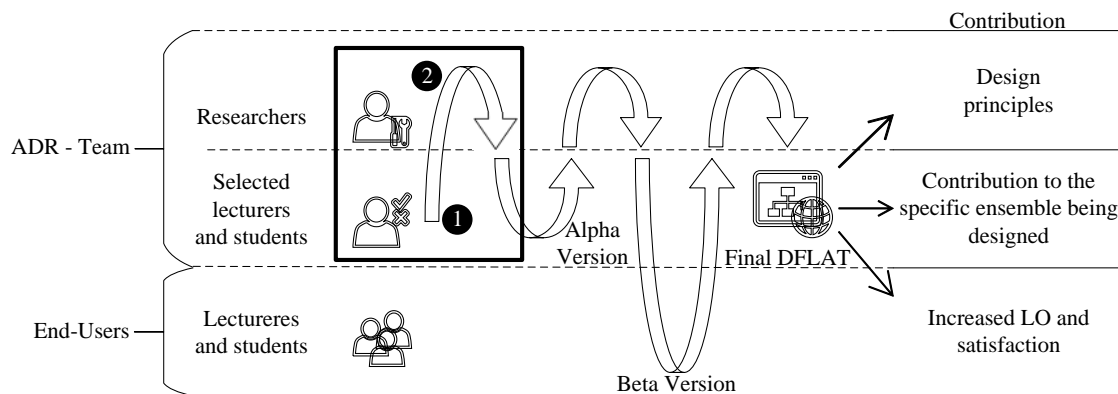 Contribution
2
Design
principles
Researchers
ADR - Team
Selected
lecturers
and students
1
Alpha
Version
Final DFLAT
Contribution to the
specific ensemble being
designed
End-Users
Lectureres
and students
Beta Version
Increased LO and
satisfaction